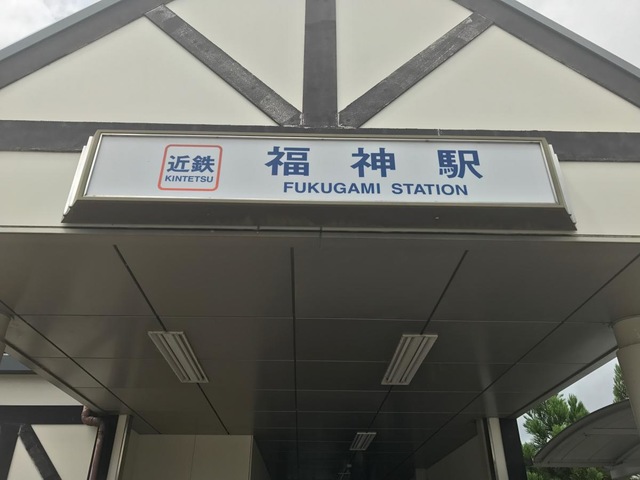 近鉄
KINTETSU
福神駅
FUKUGAMI STATION